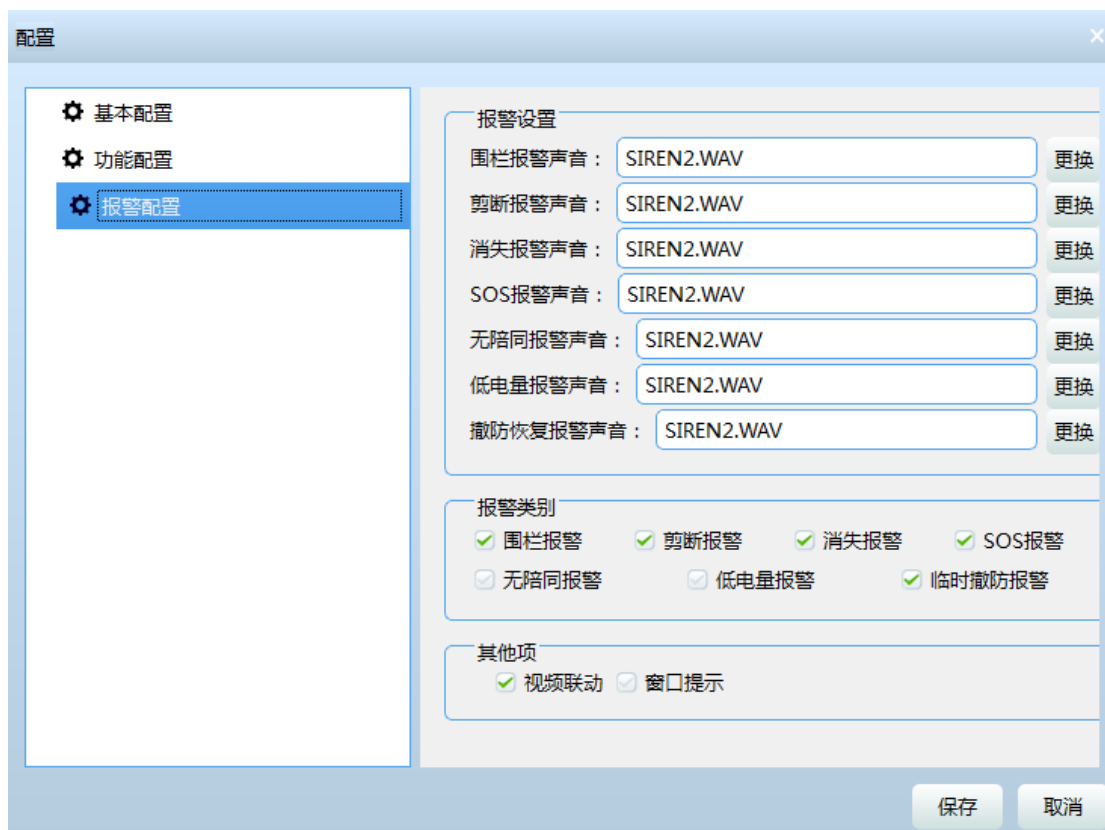 配置
基本配置
功能配置
报警配置
报警设置
围栏报警声音： SIREN2.WAV 更换
剪断报警声音： SIREN2.WAV 更换
消失报警声音： SIREN2.WAV 更换
SOS报警声音： SIREN2.WAV 更换
无陪同报警声音： SIREN2.WAV 更换
低电量报警声音： SIREN2.WAV 更换
撤防恢复报警声音： SIREN2.WAV 更换
报警类别
围栏报警 剪断报警 消失报警 SOS报警
无陪同报警 低电量报警 临时撤防报警
其他项
视频联动 窗口提示
保存 取消